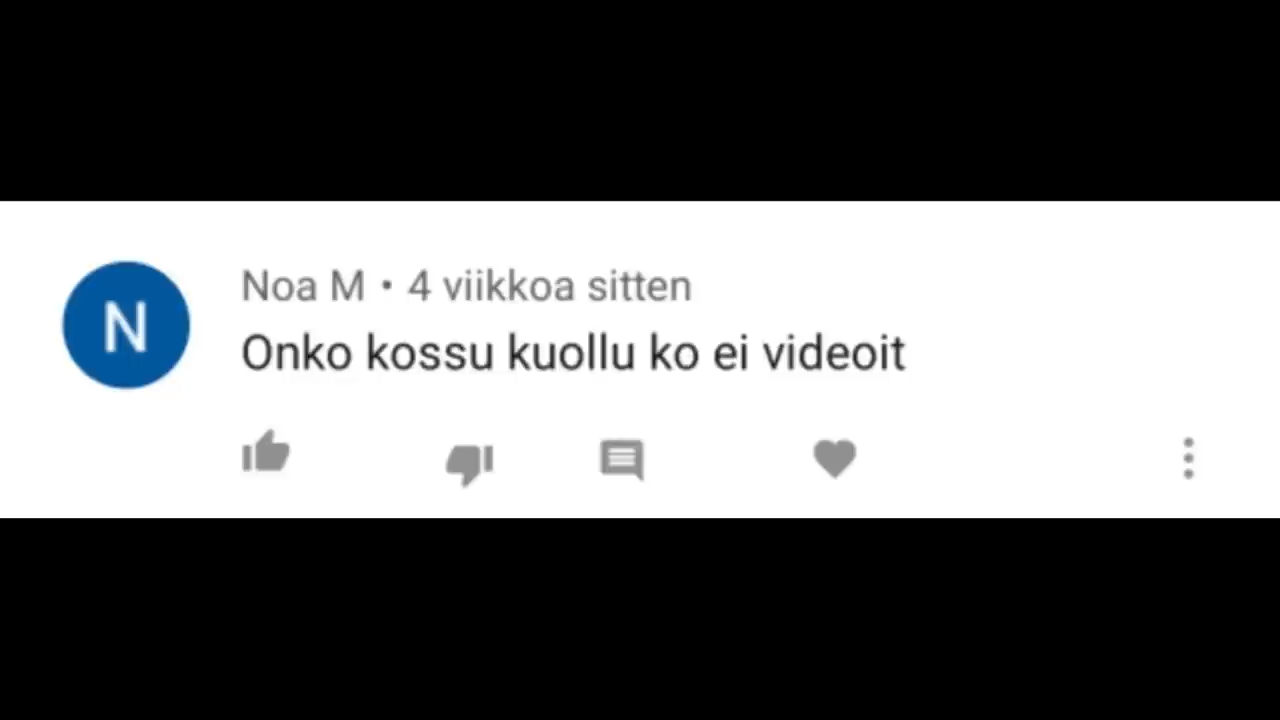 N
Noa M • 4 viikkoa sitten
Onko kossu kuollu ko ei videoit